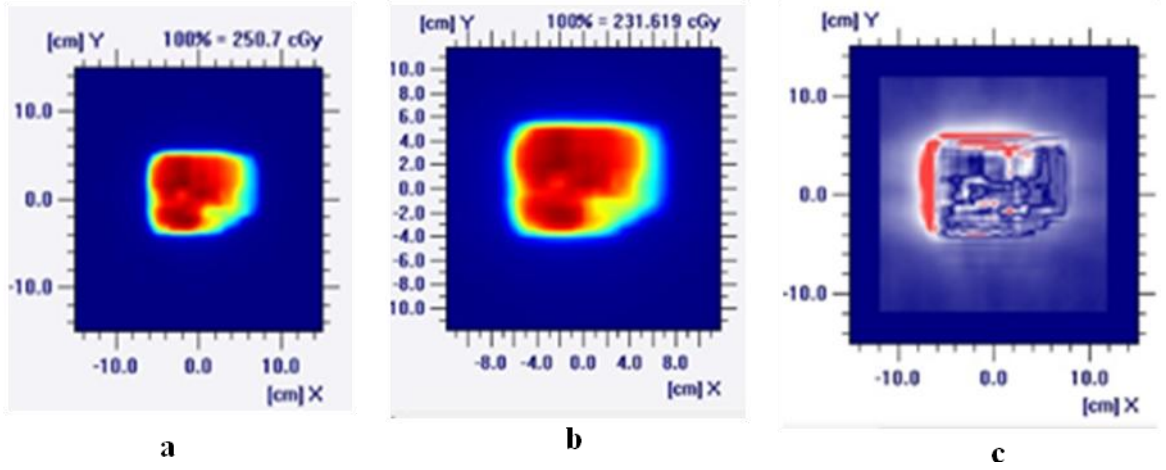 [cm] Y 100% = 250.7 cGy
10.0
0.0
-10.0
-10.0 0.0 10.0
[cm] X
a
[cm] Y 100% = 231.619 cGy
10.0
8.0
6.0
4.0
2.0
0.0
-2.0
-4.0
-6.0
-8.0
10.0
-8.0 -4.0 0.0 4.0 8.0
[cm] X
b
[cm] Y
10.0
0.0
-10.0
-10.0 0.0 10.0
[cm] X
c